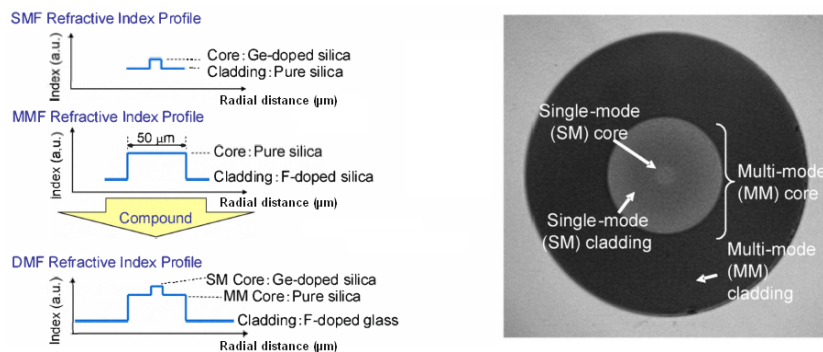 SMF Refractive Index Profile
Index (a.u.)
Core:Ge-doped silica
Cladding:Pure silica
Radial distance (μm)
MMF Refractive Index Profile
Index (a.u.)
50 μm
Core:Pure silica
Cladding:F-doped silica
Radial distance (μm)
Compound
DMF Refractive Index Profile
Index (a.u.)
SM Core:Ge-doped silica
MM Core:Pure silica
Cladding:F-doped glass
Radial distance (μm)
Single-mode
(SM) core
Multi-mode
(MM) core
Single-mode
(SM) cladding
Multi-mode
(MM)
cladding